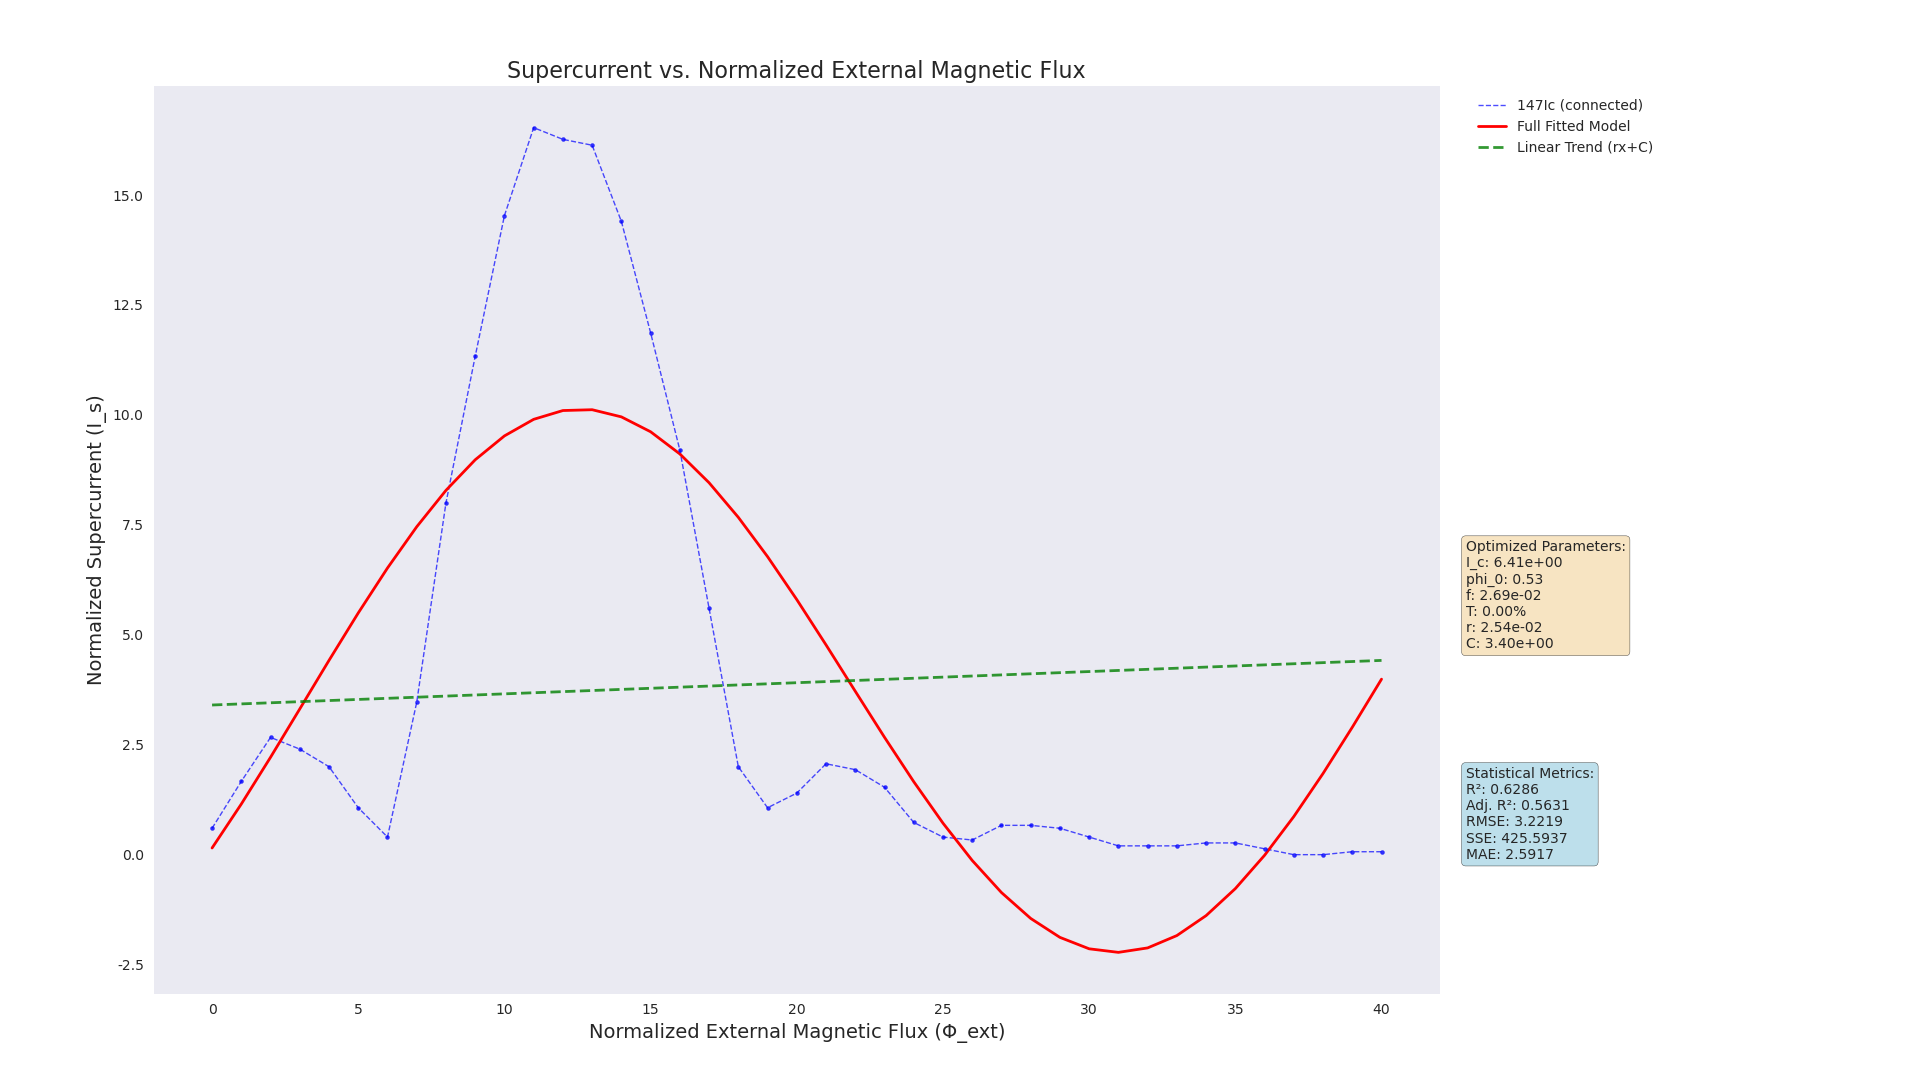 Supercurrent vs. Normalized External Magnetic Flux
147Ic (connected)
Full Fitted Model
Linear Trend (rx+C)
15.0
12.5
10.0
7.5
5.0
2.5
0.0
-2.5
Normalized Supercurrent (I_s)
0 5 10 15 20 25 30 35 40
Normalized External Magnetic Flux (Φ_ext)
Optimized Parameters:
I_c: 6.41e+00
phi_0: 0.53
f: 2.69e-02
T: 0.00%
r: 2.54e-02
C: 3.40e+00
Statistical Metrics:
R²: 0.6286
Adj. R²: 0.5631
RMSE: 3.2219
SSE: 425.5937
MAE: 2.5917